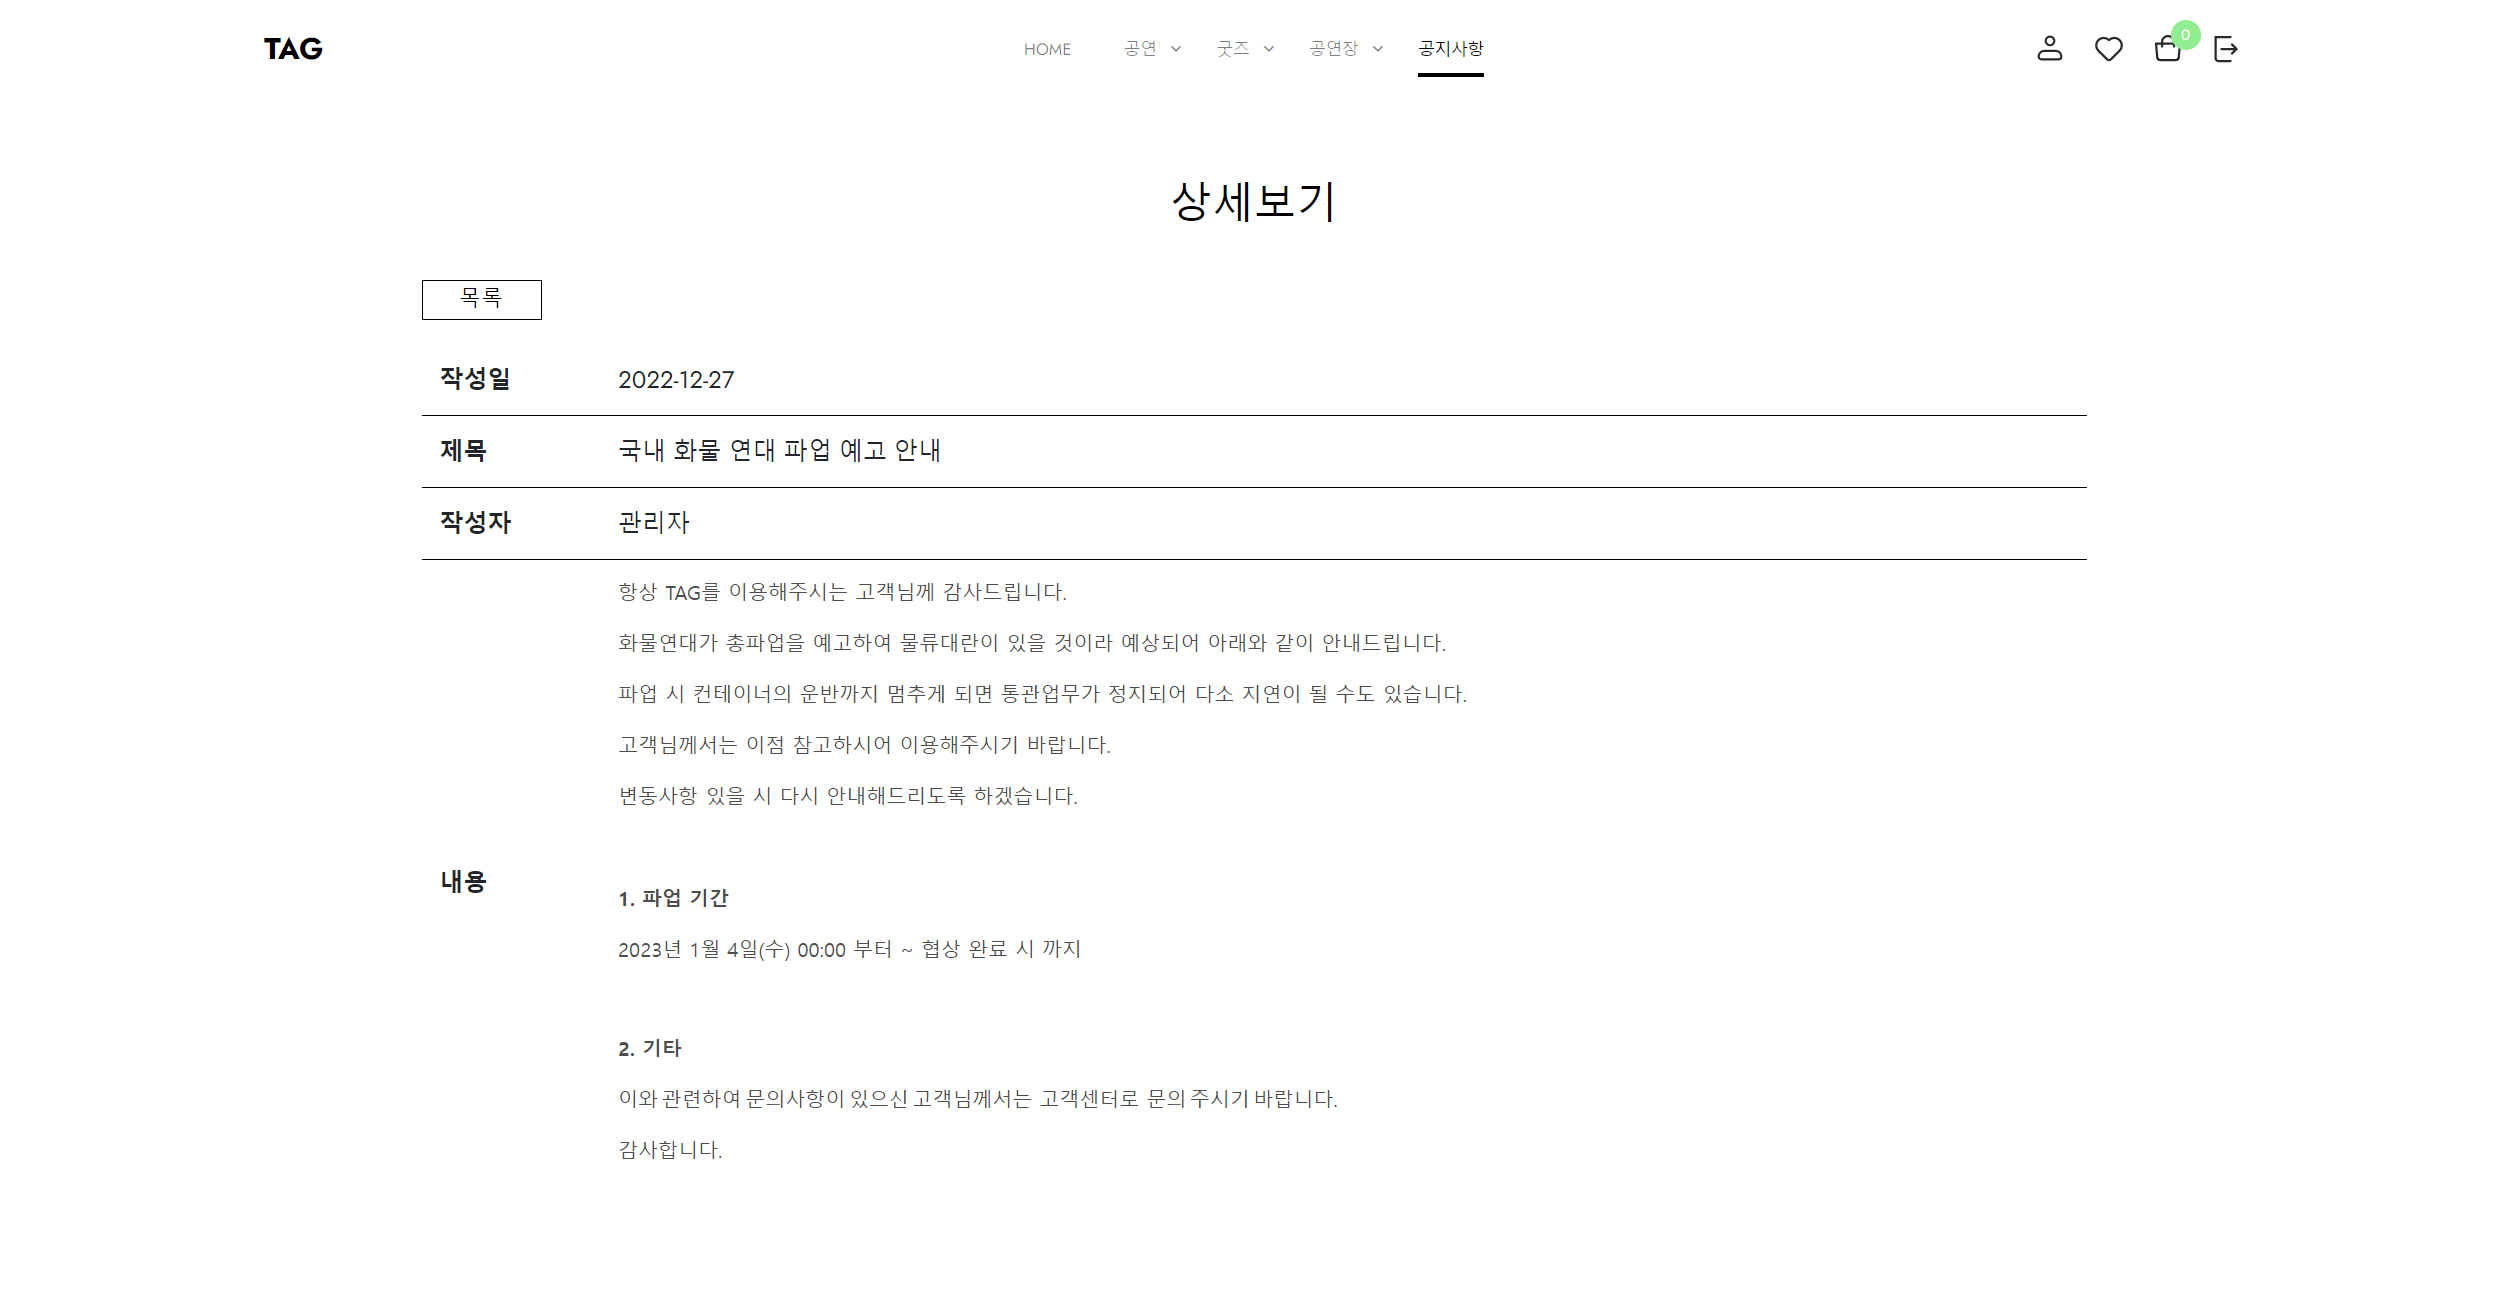 TAG
HOME 공연 굿즈 공연장 공지사항
0
상세보기
목록
작성일 2022-12-27
제목 국내 화물 연대 파업 예고 안내
작성자 관리자
항상 TAG를 이용해주시는 고객님께 감사드립니다.
화물연대가 총파업을 예고하여 물류대란이 있을 것이라 예상되어 아래와 같이 안내드립니다.
파업 시 컨테이너의 운반까지 멈추게 되면 통관업무가 정지되어 다소 지연이 될 수도 있습니다.
고객님께서는 이점 참고하시어 이용해주시기 바랍니다.
변동사항 있을 시 다시 안내해드리도록 하겠습니다.
내용
1. 파업 기간
2023년 1월 4일(수) 00:00 부터 ~ 협상 완료 시 까지
2. 기타
이와 관련하여 문의사항이 있으신 고객님께서는 고객센터로 문의 주시기 바랍니다.
감사합니다.